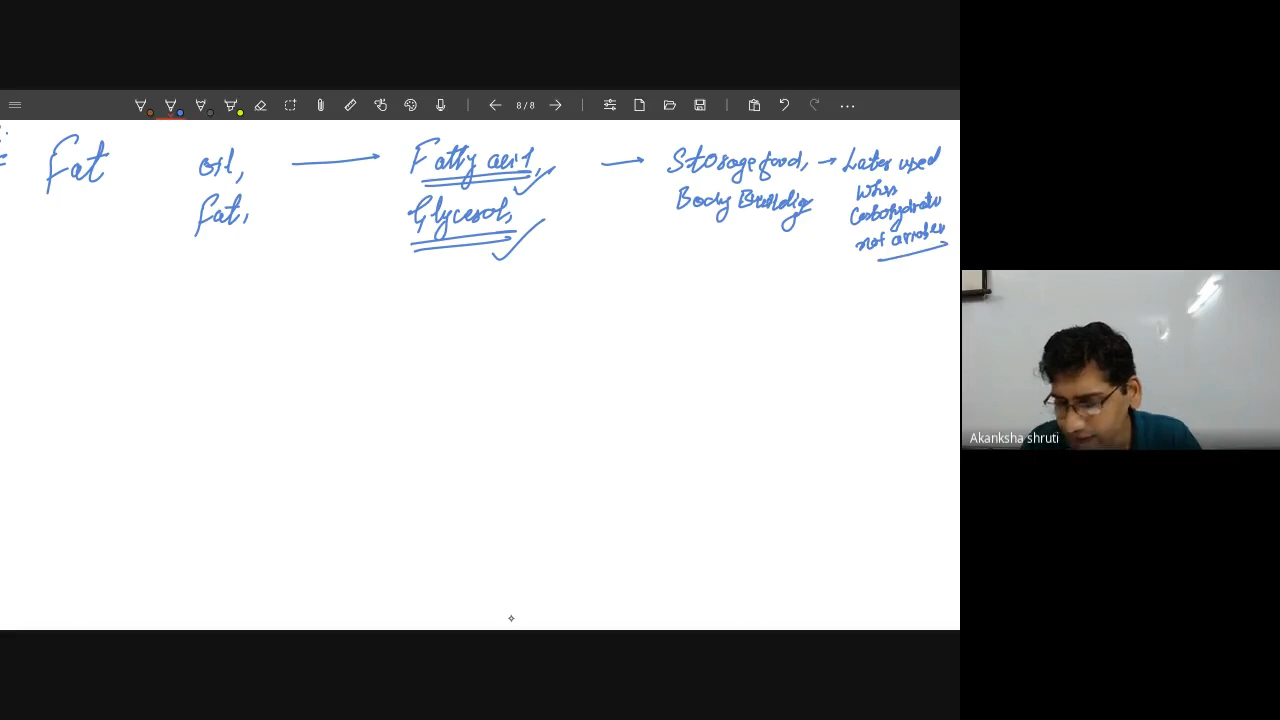 8/8
Fat oil, → Fatty acid, → Storage food, → Later used
fat, Glycerol, Body Building when
Carbohydrate
not
Akanksha shruti